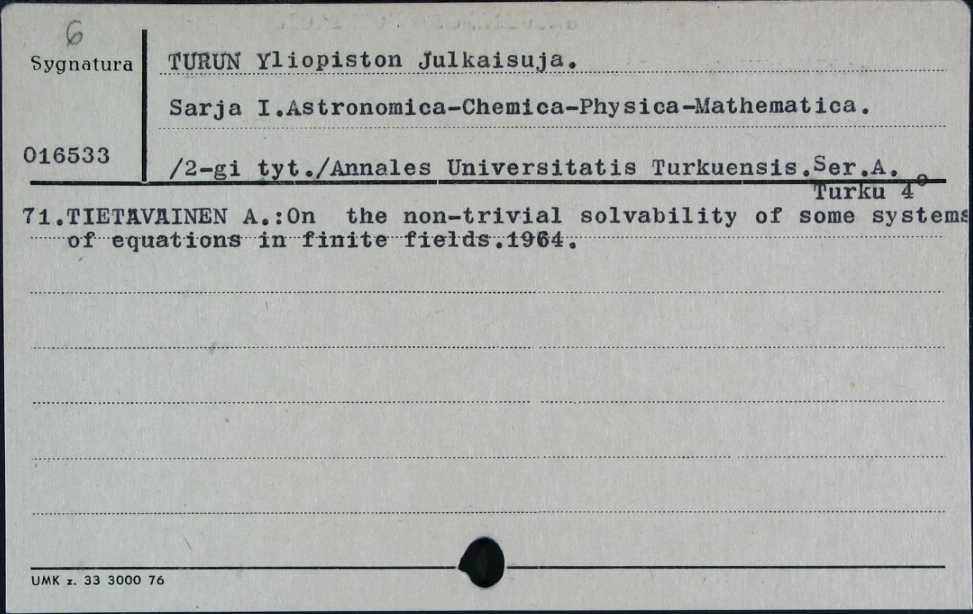 6
Sygnatura
TURUN Yliopiston Julkaisuja.
Sarja I.Astronomica-Chemica-Physica-Mathematica.
016533
/2-gi tyt./Annales Universitatis Turkuensis.Ser.A.
Turku 4°
71.TIETAVAINEN A.:On the non-trivial solvability of some systems
of equations in finite fields.1964.
UMK z. 33 3000 76